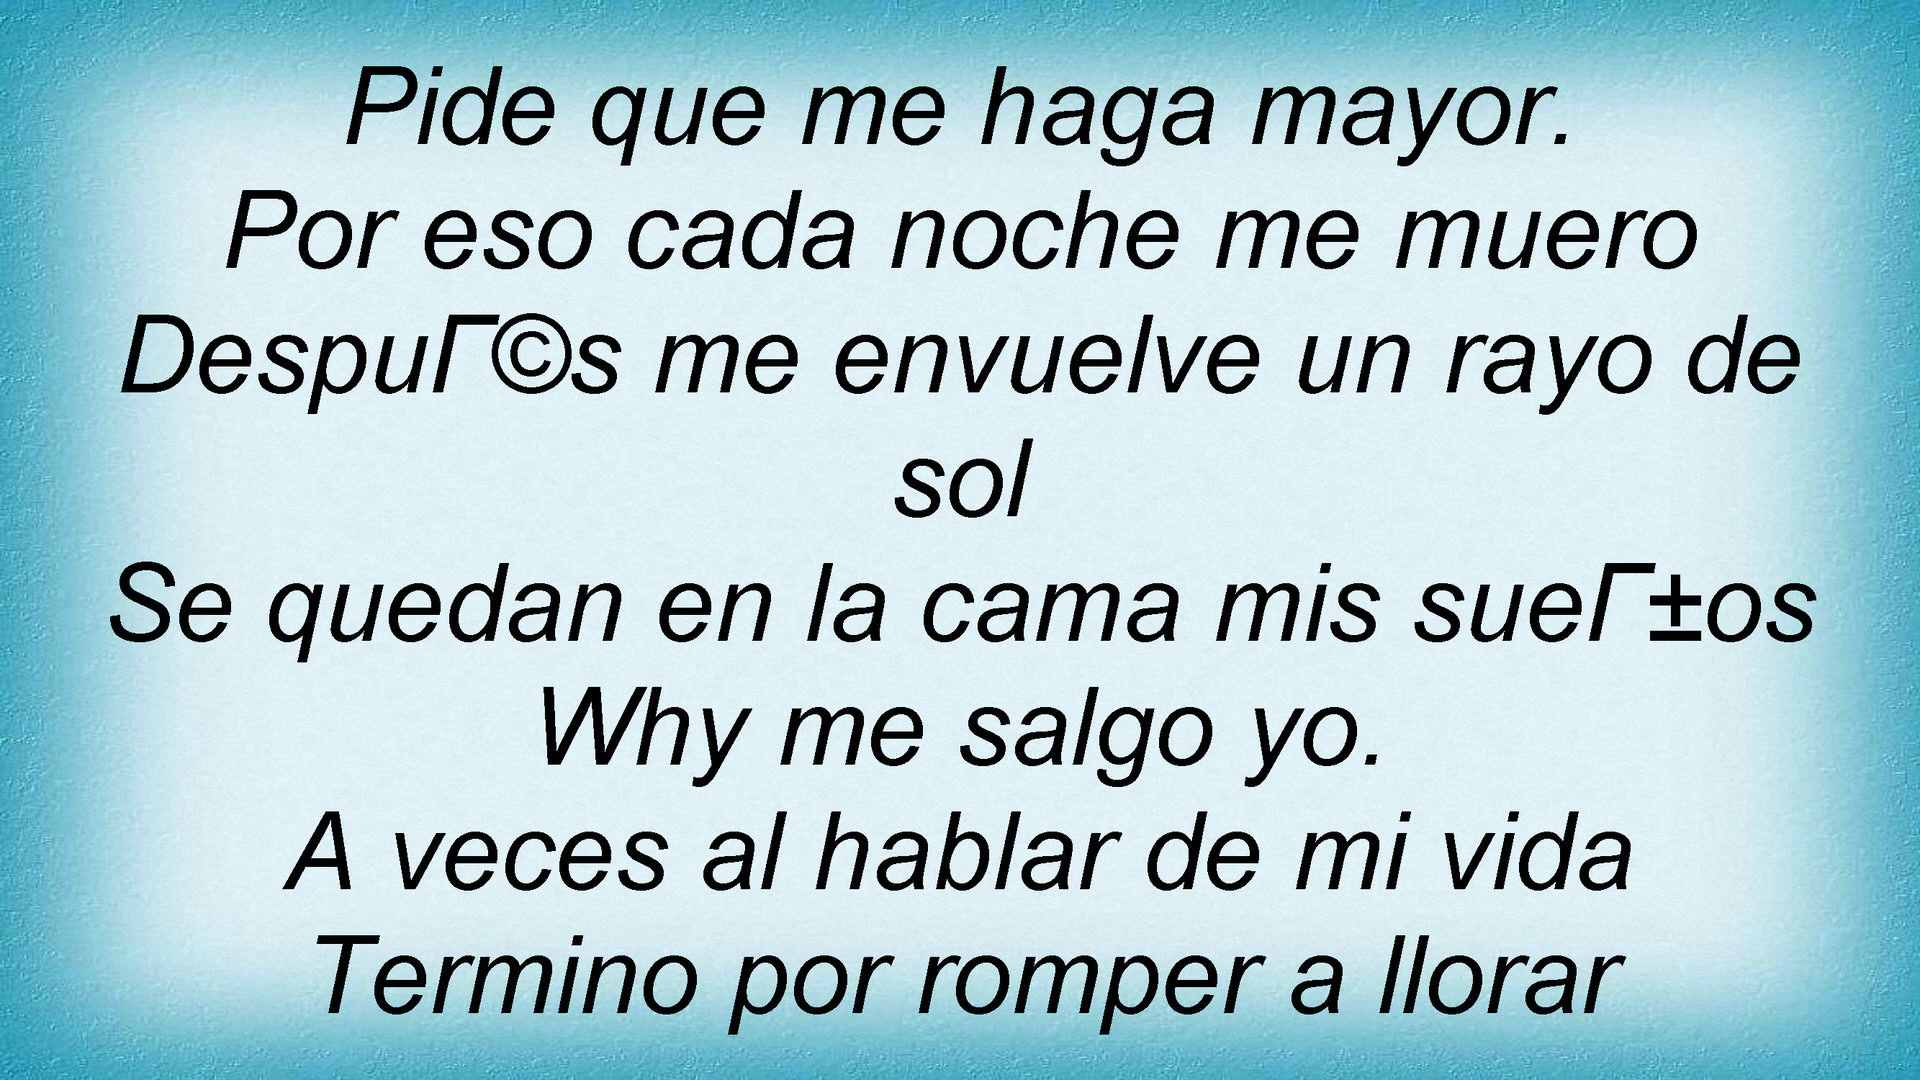 Pide que me haga mayor.
Por eso cada noche me muero
DespuГ©s me envuelve un rayo de
sol
Se quedan en la cama mis sueГ±os
Why me salgo yo.
A veces al hablar de mi vida
Termino por romper a llorar